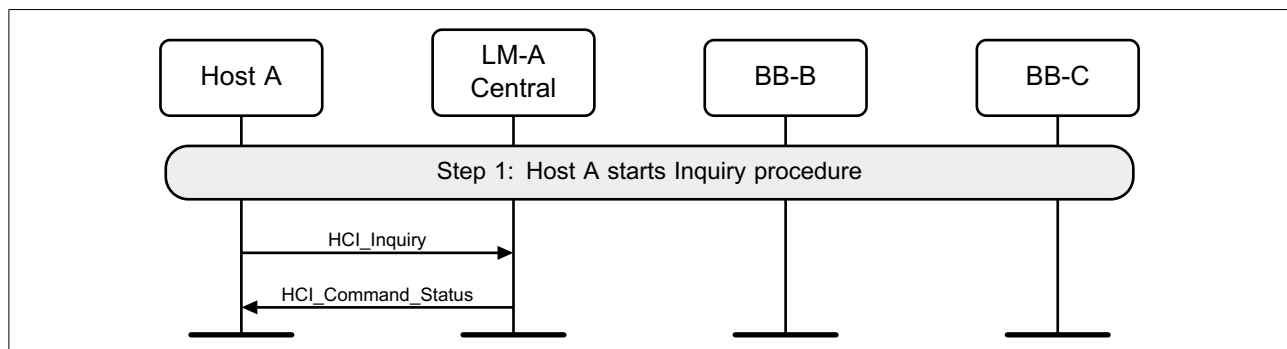 Host A
LM-A
Central
BB-B
BB-C
Step 1: Host A starts Inquiry procedure
HCI_Inquiry
HCI_Command_Status